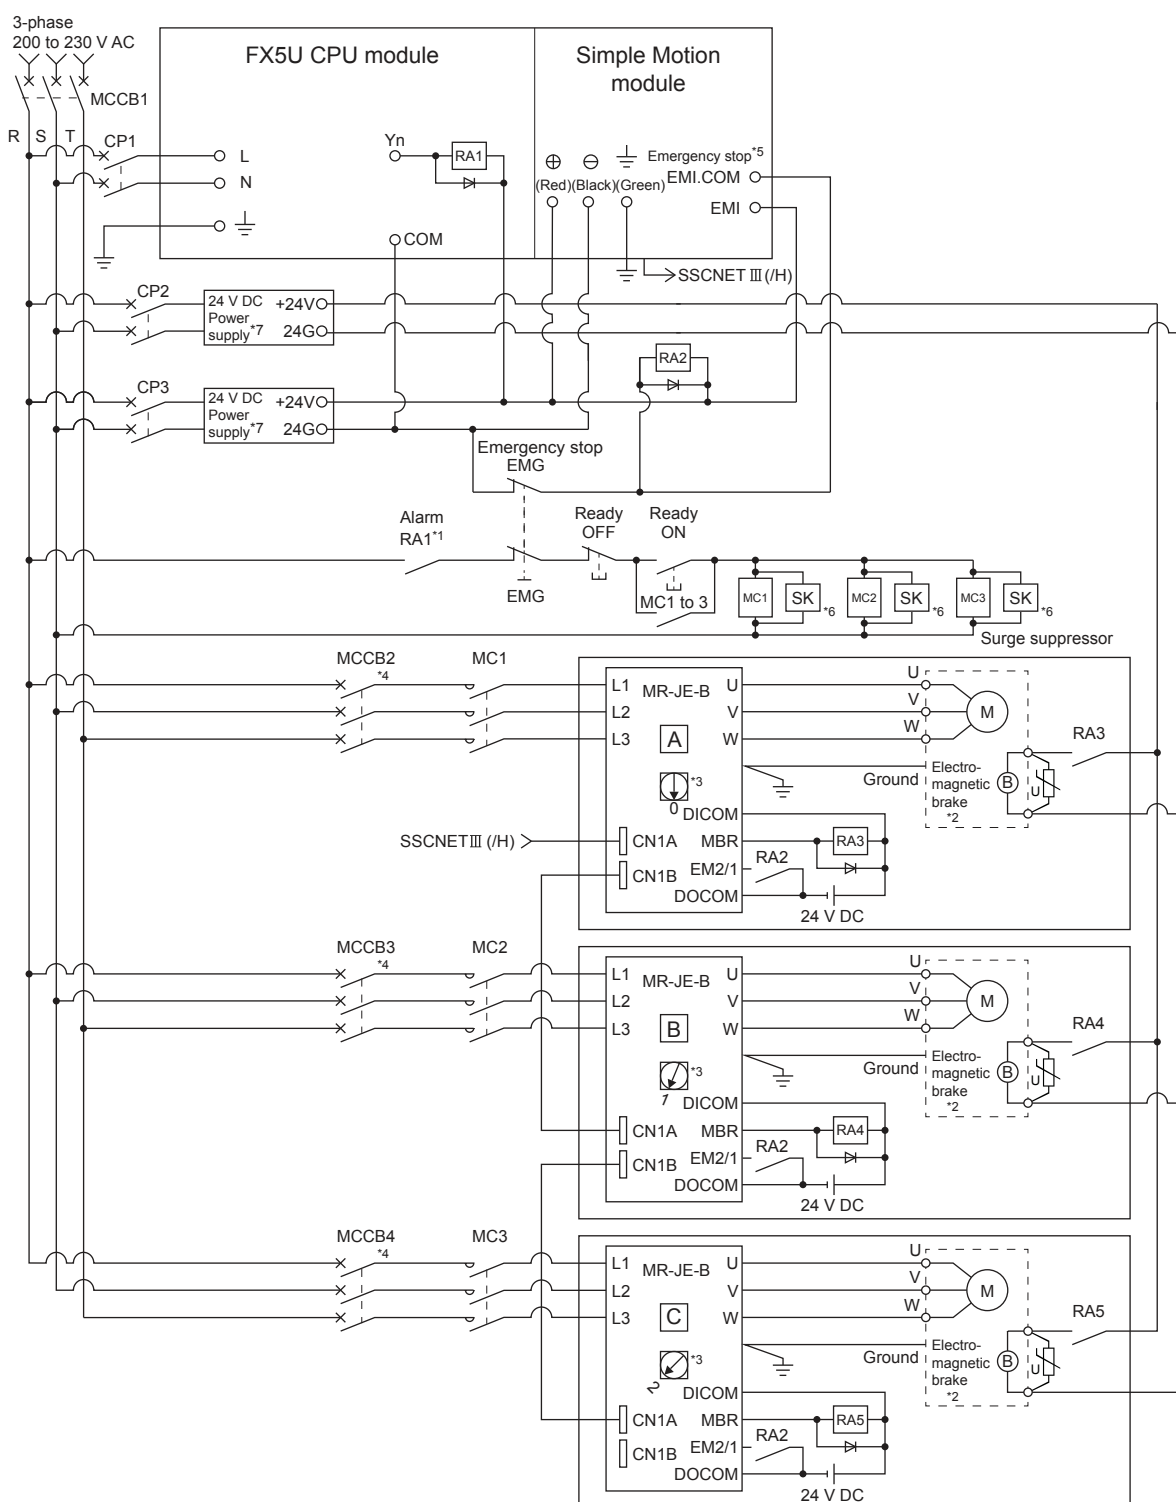 3-phase
200 to 230 V AC
FX5U CPU module
Simple Motion
module
MCCB1
R S T
CP1
L
N
Yn
RA1
COM
⊕ ⊖
(Red) (Black) (Green)
Emergency stop*5
EMI.COM
EMI
SSCNET III (/H)
CP2
24 V DC
Power
supply*7
+24V
24G
CP3
24 V DC
Power
supply*7
+24V
24G
RA2
Emergency stop
EMG
Alarm
RA1*1
EMG
Ready
OFF
Ready
ON
MC1 to 3
MC1 SK *6
MC2 SK *6
MC3 SK *6
Surge suppressor
MCCB2
*4
MC1
L1
L2
L3
MR-JE-B
A
*3
0
U
V
W
U
V
W
M
Ground
Electro-
magnetic
brake
*2
B
U
RA3
DICOM
MBR
RA3
EM2/1
RA2
DOCOM
24 V DC
SSCNET III (/H)
CN1A
CN1B
MCCB3
*4
MC2
L1
L2
L3
MR-JE-B
B
*3
1
U
V
W
U
V
W
M
Ground
Electro-
magnetic
brake
*2
B
U
RA4
DICOM
MBR
RA4
EM2/1
RA2
DOCOM
24 V DC
CN1A
CN1B
MCCB4
*4
MC3
L1
L2
L3
MR-JE-B
C
*3
2
U
V
W
U
V
W
M
Ground
Electro-
magnetic
brake
*2
B
U
RA5
DICOM
MBR
RA5
EM2/1
RA2
DOCOM
24 V DC
CN1A
CN1B